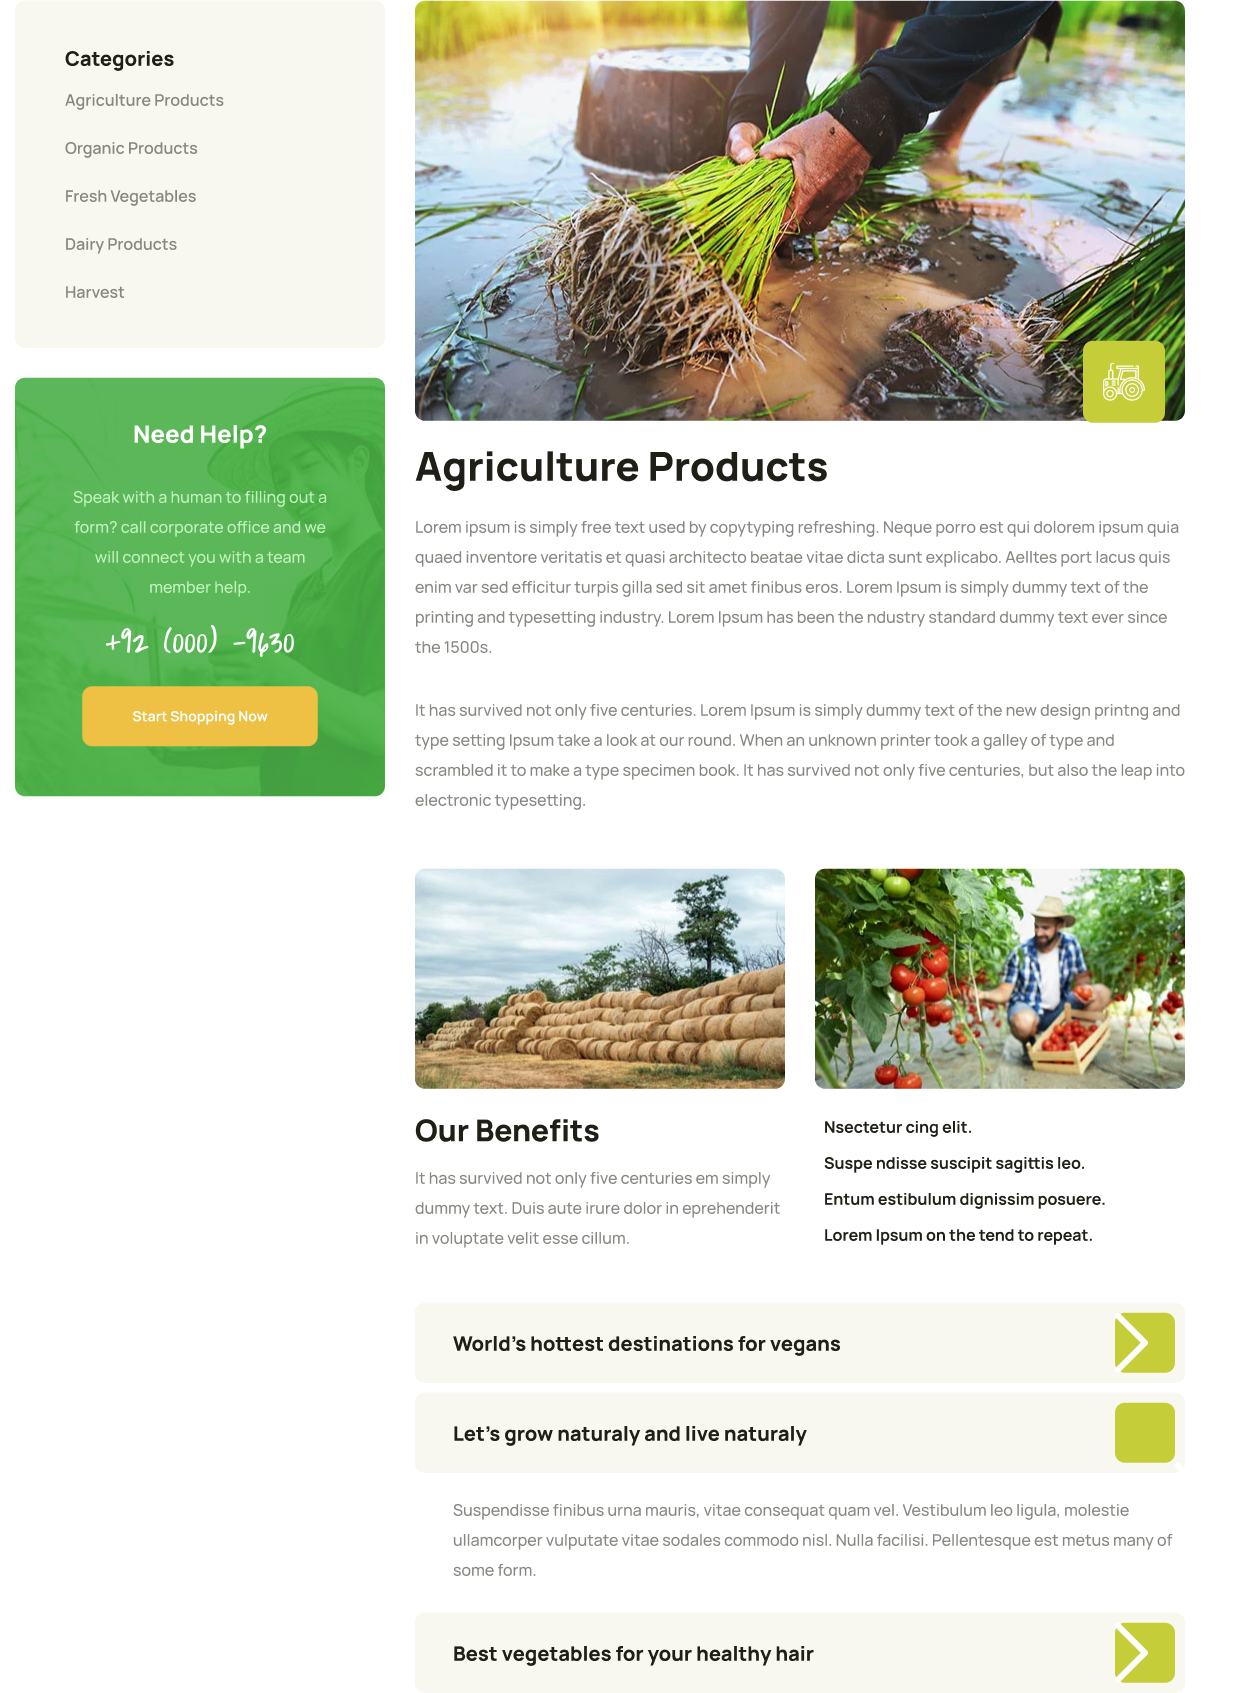 Categories
Agriculture Products
Organic Products
Fresh Vegetables
Dairy Products
Harvest
Need Help?
Speak with a human to filling out a
form? call corporate office and we
will connect you with a team
member help.
+92 (000) -9630
Start Shopping Now
Agriculture Products
Lorem ipsum is simply free text used by copytyping refreshing. Neque porro est qui dolorem ipsum quia
quaed inventore veritatis et quasi architecto beatae vitae dicta sunt explicabo. Aelltes port lacus quis
enim var sed efficitur turpis gilla sed sit amet finibus eros. Lorem Ipsum is simply dummy text of the
printing and typesetting industry. Lorem Ipsum has been the ndustry standard dummy text ever since
the 1500s.
It has survived not only five centuries. Lorem Ipsum is simply dummy text of the new design printng and
type setting Ipsum take a look at our round. When an unknown printer took a galley of type and
scrambled it to make a type specimen book. It has survived not only five centuries, but also the leap into
electronic typesetting.
Our Benefits
It has survived not only five centuries em simply
dummy text. Duis aute irure dolor in eprehenderit
in voluptate velit esse cillum.
Nsectetur cing elit.
Suspe ndisse suscipit sagittis leo.
Entum estibulum dignissim posuere.
Lorem Ipsum on the tend to repeat.
World's hottest destinations for vegans
Let's grow naturaly and live naturaly
Suspendisse finibus urna mauris, vitae consequat quam vel. Vestibulum leo ligula, molestie
ullamcorper vulputate vitae sodales commodo nisl. Nulla facilisi. Pellentesque est metus many of
some form.
Best vegetables for your healthy hair